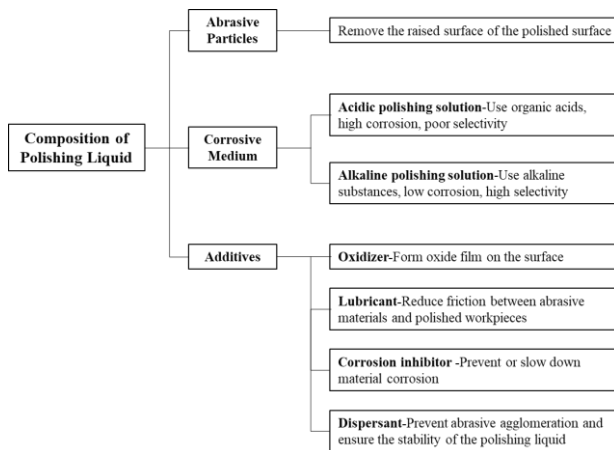 Composition of
Polishing Liquid
Abrasive
Particles
Remove the raised surface of the polished surface
Corrosive
Medium
Acidic polishing solution-Use organic acids,
high corrosion, poor selectivity
Alkaline polishing solution-Use alkaline
substances, low corrosion, high selectivity
Additives
Oxidizer-Form oxide film on the surface
Lubricant-Reduce friction between abrasive
materials and polished workpieces
Corrosion inhibitor -Prevent or slow down
material corrosion
Dispersant-Prevent abrasive agglomeration and
ensure the stability of the polishing liquid